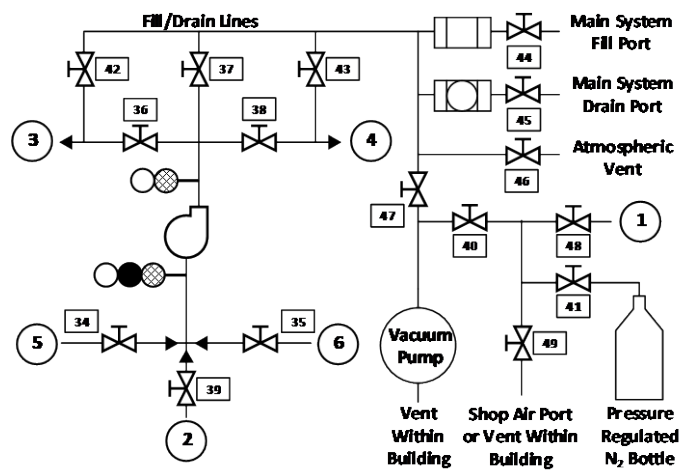 Fill/Drain Lines
Main System
Fill Port
44
42
37
43
Main System
Drain Port
45
36
38
3
4
Atmospheric
Vent
46
47
40
48
1
41
34
35
49
5
6
Vacuum
Pump
39
2
Vent
Within
Building
Shop Air Port
or Vent Within
Building
Pressure
Regulated
N₂ Bottle